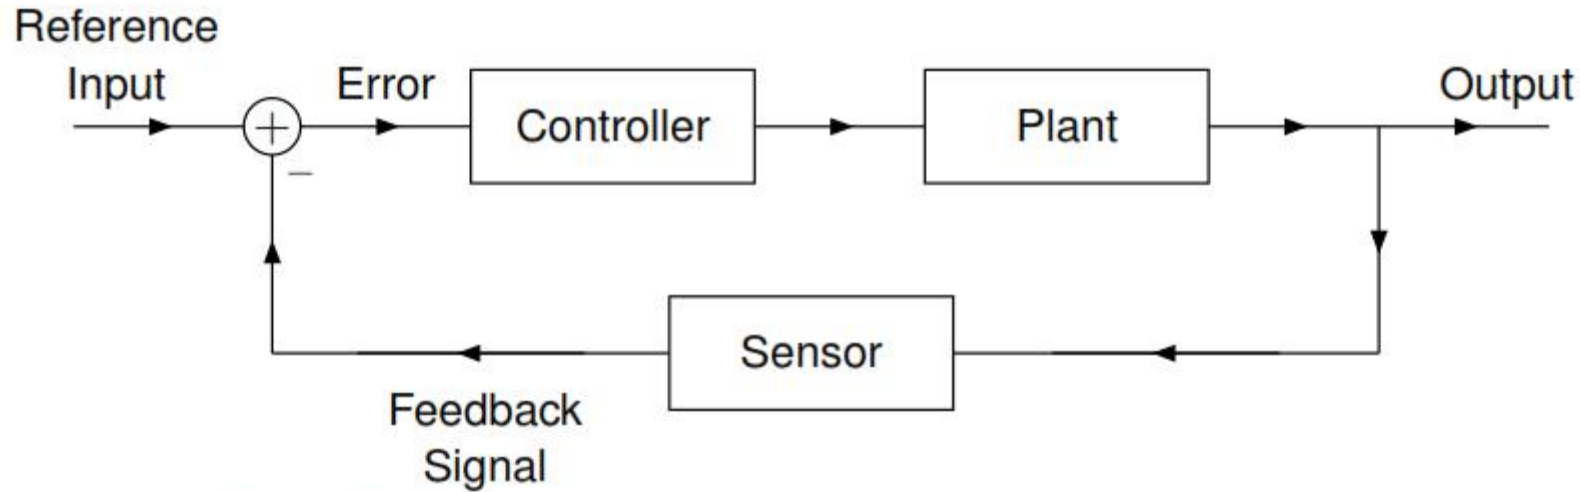 Reference
Input
Error
Controller
Plant
Output
+
−
Sensor
Feedback
Signal